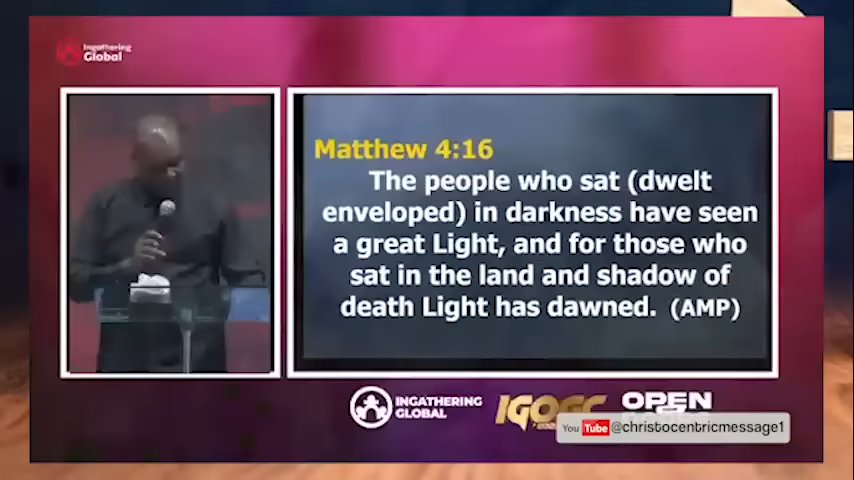 Ingathering
Global
Matthew 4:16
The people who sat (dwelt
enveloped) in darkness have seen
a great Light, and for those who
sat in the land and shadow of
death Light has dawned. (AMP)
INGATHERING
GLOBAL
IGOGC
OPEN
You Tube @christocentricmessage1